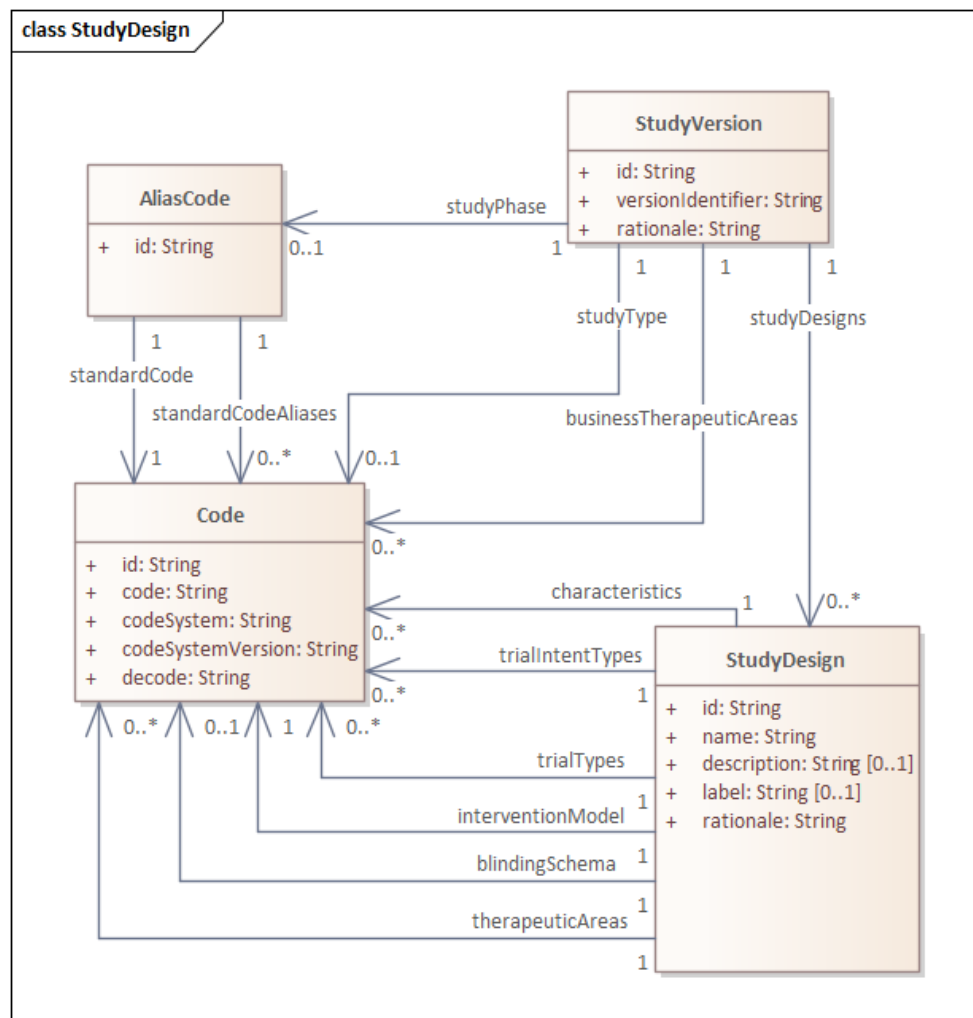 class StudyDesign
StudyVersion
+ id: String
+ versionIdentifier: String
+ rationale: String
AliasCode
+ id: String
studyPhase
0..1
1
1
1
1
studyType
studyDesigns
1
1
standardCode
standardCodeAliases
businessTherapeuticAreas
1
0..*
0..1
Code
+ id: String
+ code: String
+ codeSystem: String
+ codeSystemVersion: String
+ decode: String
0..*
characteristics
1
0..*
0..*
trialIntentTypes
0..*
1
StudyDesign
+ id: String
+ name: String
+ description: String [0..1]
+ label: String [0..1]
+ rationale: String
0..*
0..1
1
0..*
trialTypes
1
interventionModel
1
blindingSchema
1
therapeuticAreas
1